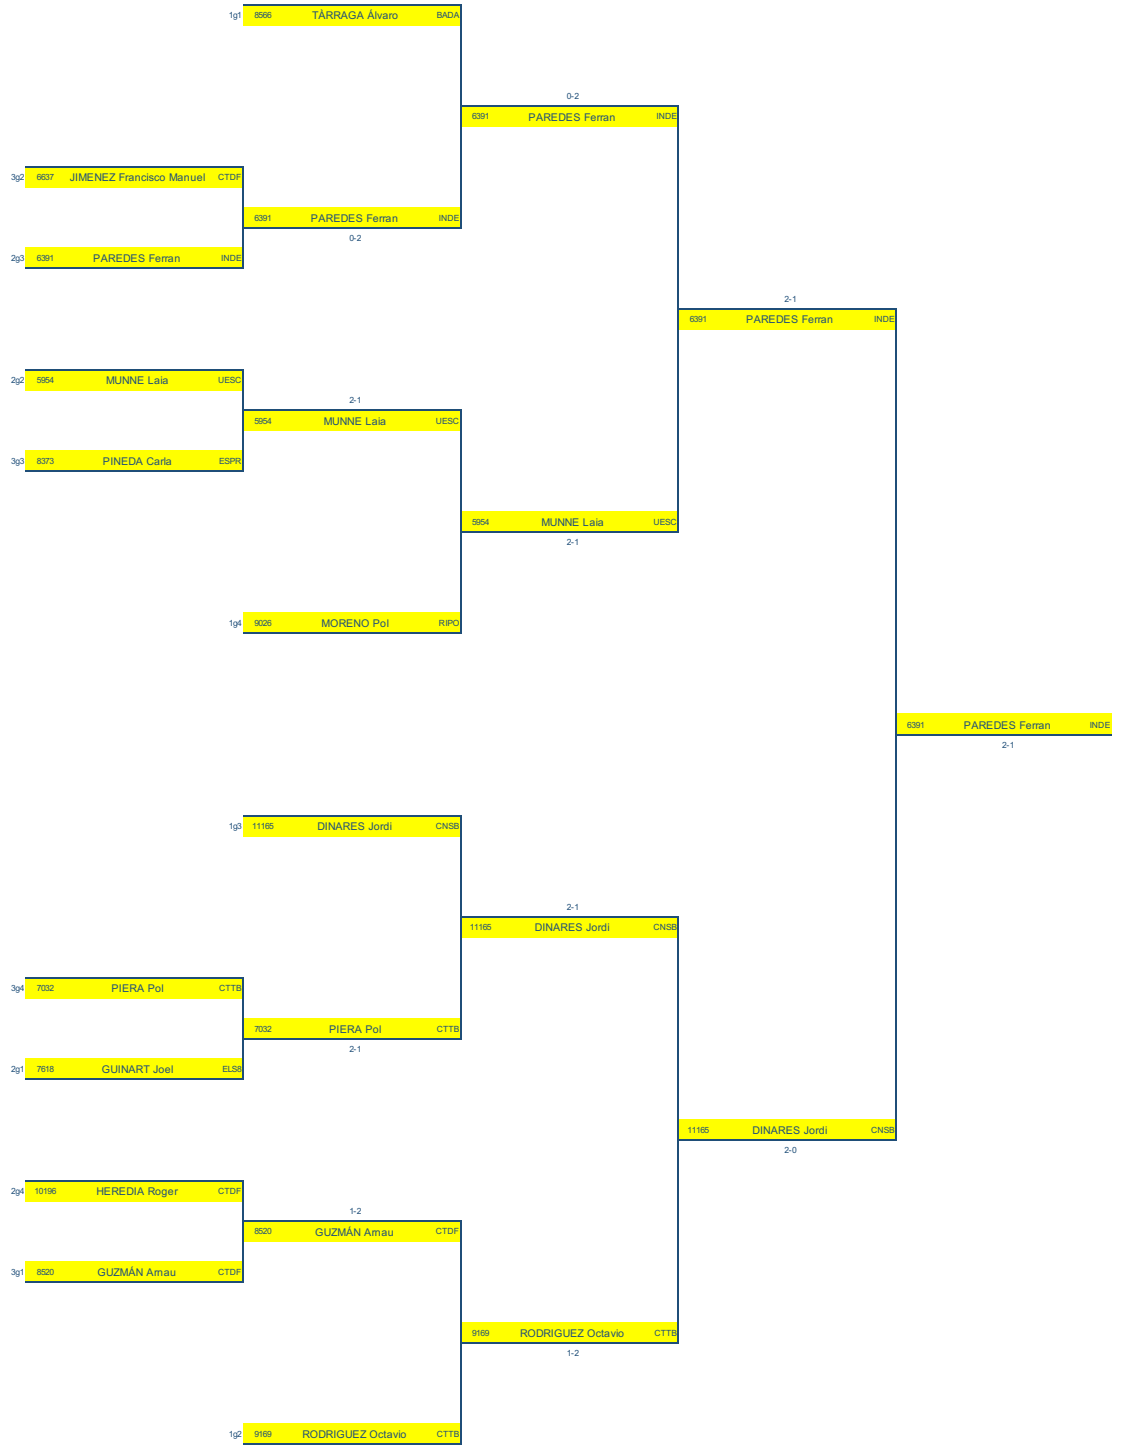 1g1 8566 TÀRRAGA Álvaro BADA
0-2
6391 PAREDES Ferran INDE
3g2 6637 JIMENEZ Francisco Manuel CTDF
6391 PAREDES Ferran INDE
0-2
2g3 6391 PAREDES Ferran INDE
2-1
6391 PAREDES Ferran INDE
2g2 5954 MUNNE Laia UESC
2-1
5954 MUNNE Laia UESC
3g3 8373 PINEDA Carla ESPR
5954 MUNNE Laia UESC
2-1
1g4 9026 MORENO Pol RIPO
6391 PAREDES Ferran INDE
2-1
1g3 11165 DINARES Jordi CNSB
2-1
11165 DINARES Jordi CNSB
3g4 7032 PIERA Pol CTTB
7032 PIERA Pol CTTB
2-1
2g1 7618 GUINART Joel ELS8
11165 DINARES Jordi CNSB
2-0
2g4 10196 HEREDIA Roger CTDF
1-2
8520 GUZMÁN Arnau CTDF
3g1 8520 GUZMÁN Arnau CTDF
9169 RODRIGUEZ Octavio CTTB
1-2
1g2 9169 RODRIGUEZ Octavio CTTB